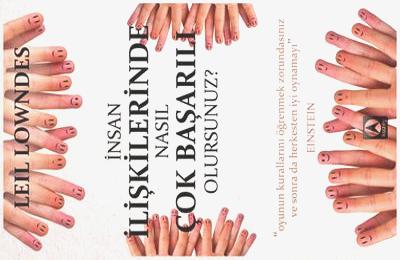 LEIL LOWNDES
İNSAN
İLİŞKİLERİNDE
NASIL
ÇOK BAŞARILI
OLURSUNUZ?
“oyunun kurallarını öğrenmek zorundasınız
ve sonra da herkesten iyi oynamayı”
EINSTEIN